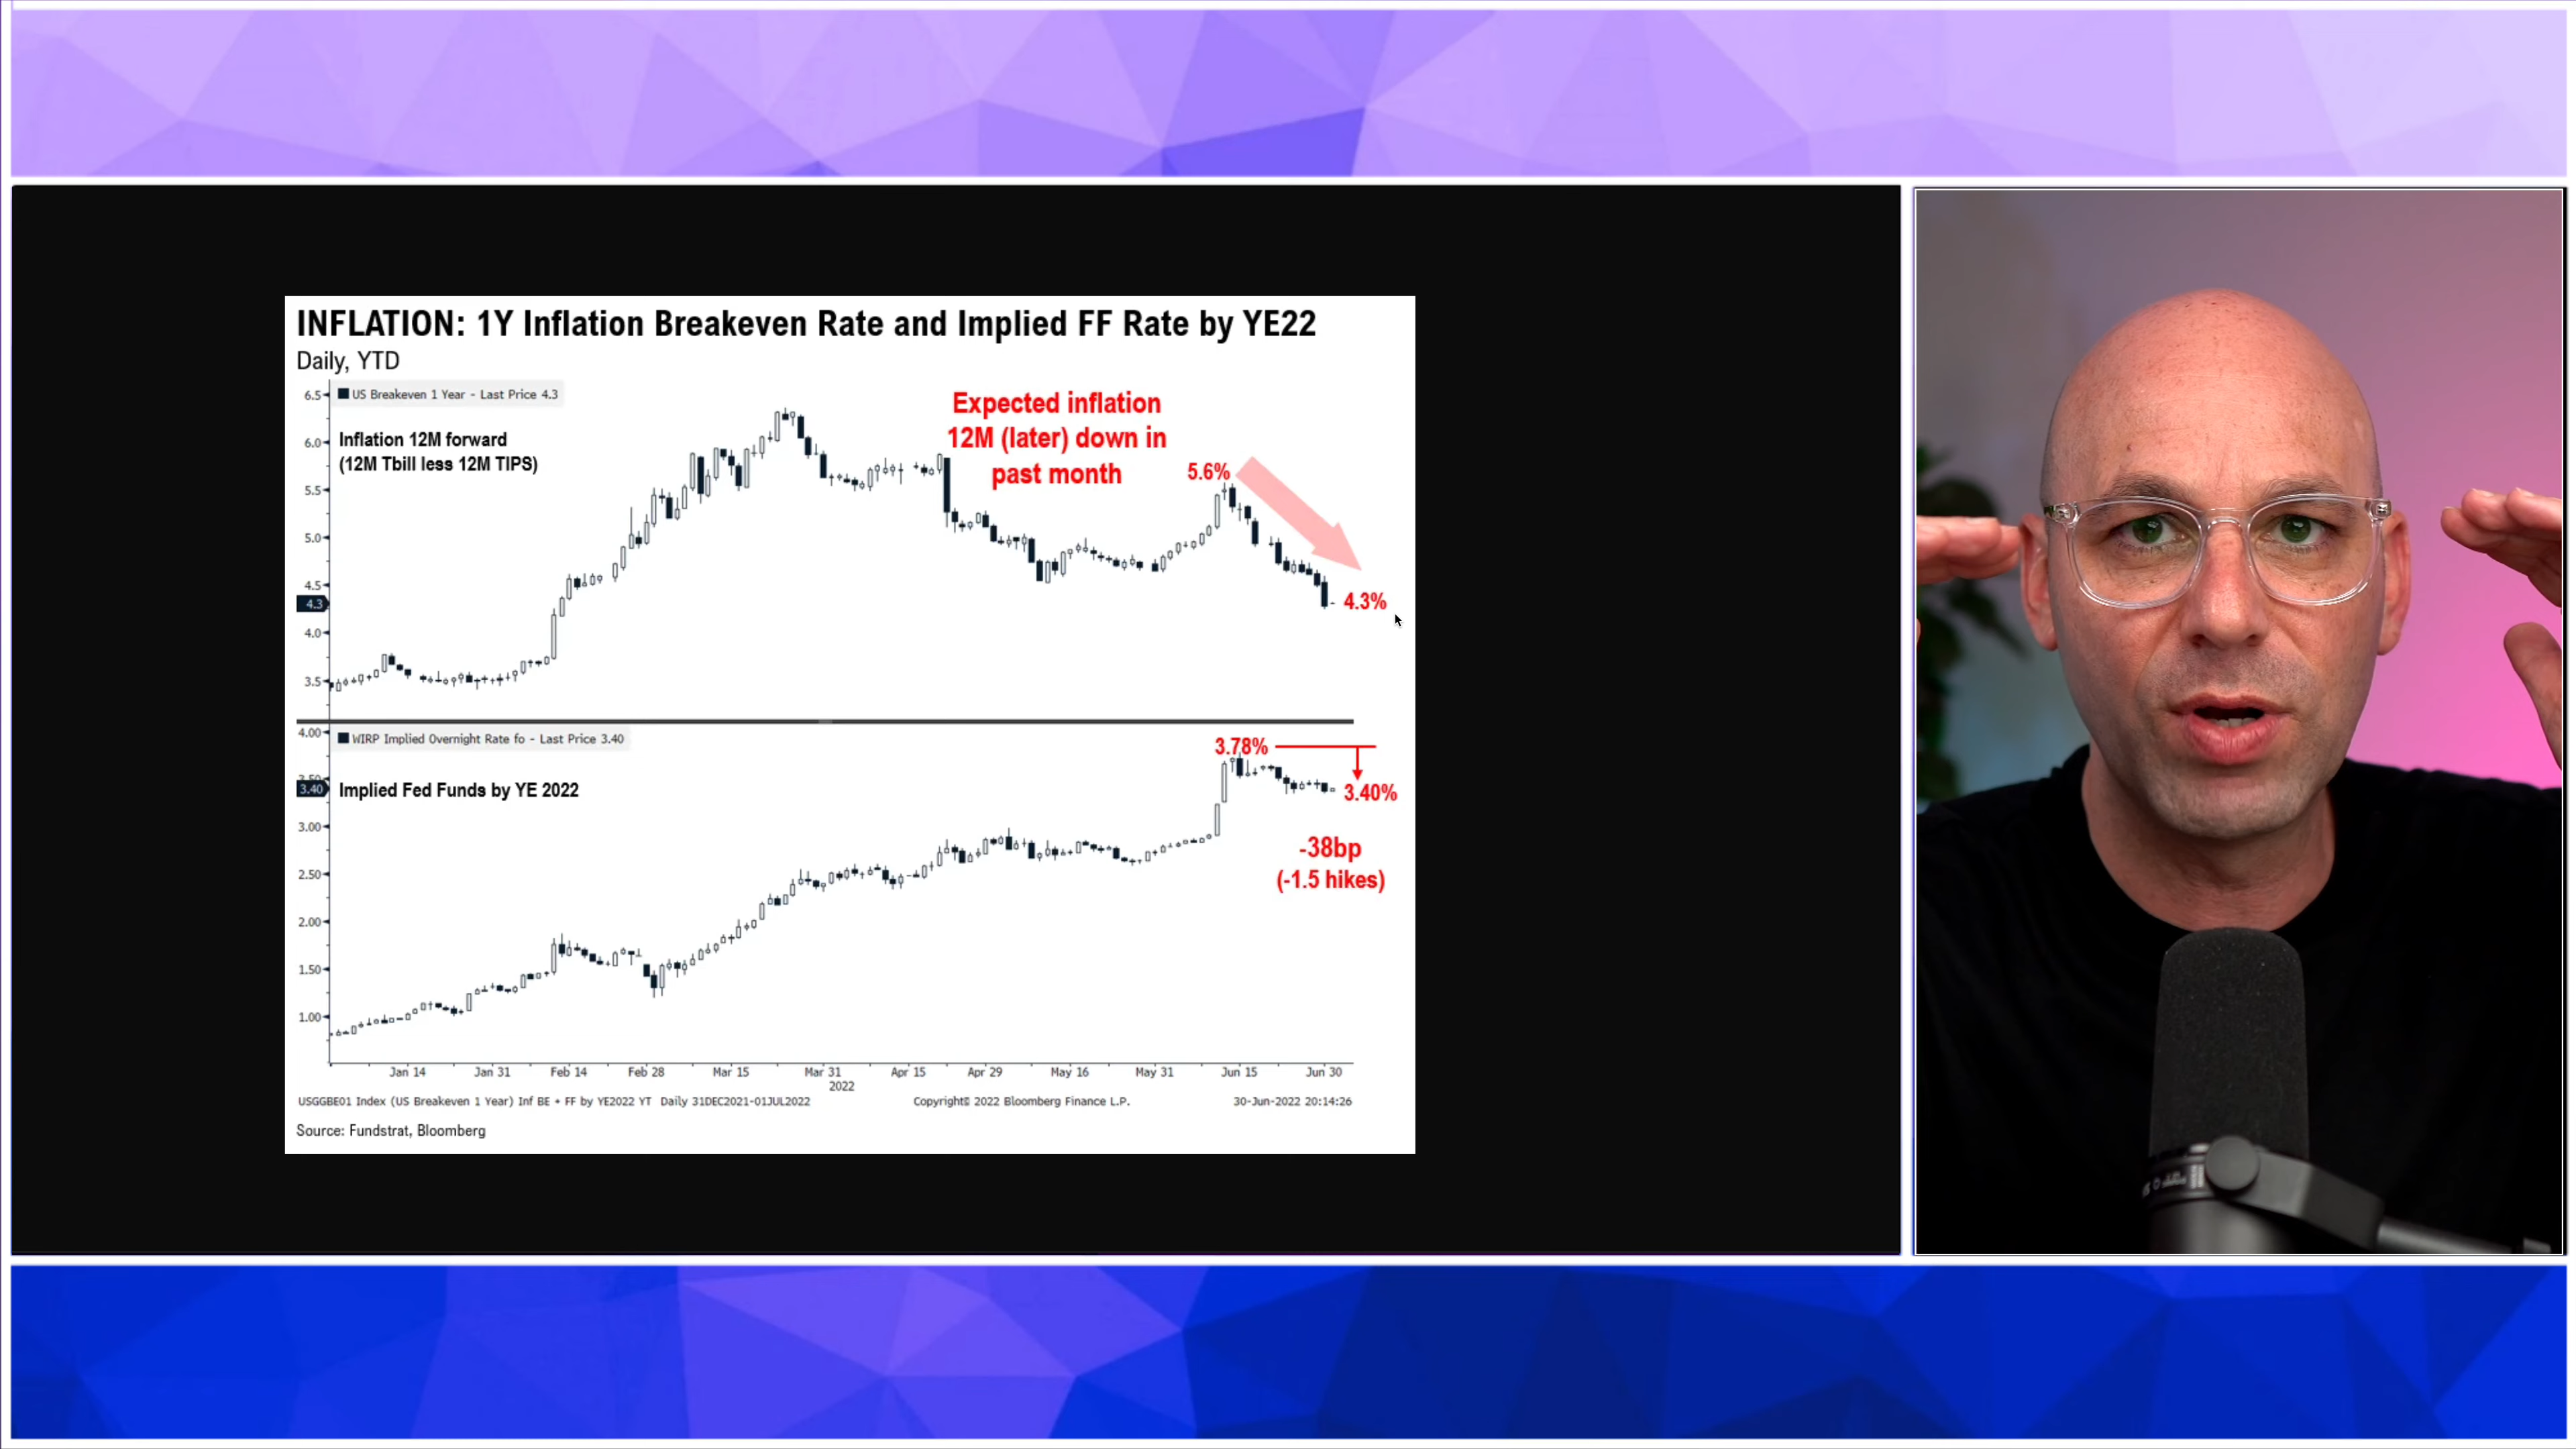 INFLATION: 1Y Inflation Breakeven Rate and Implied FF Rate by YE22
Daily, YTD
US Breakeven 1 Year - Last Price 4.3
Inflation 12M forward
(12M Tbill less 12M TIPS)
Expected inflation
12M (later) down in
past month
5.6%
4.3%
6.5
6.0
5.5
5.0
4.5
4.3
4.0
3.5
WIRP Implied Overnight Rate fo - Last Price 3.40
Implied Fed Funds by YE 2022
3.78%
3.40%
-38bp
(-1.5 hikes)
4.00
3.50
3.40
3.00
2.50
2.00
1.50
1.00
Jan 14 Jan 31 Feb 14 Feb 28 Mar 15 Mar 31 Apr 15 Apr 29 May 16 May 31 Jun 15 Jun 30
2022
USGGBE01 Index (US Breakeven 1 Year) Inf BE + FF by YE2022 YT Daily 31DEC2021-01JUL2022 Copyright© 2022 Bloomberg Finance L.P. 30-Jun-2022 20:14:26
Source: Fundstrat, Bloomberg